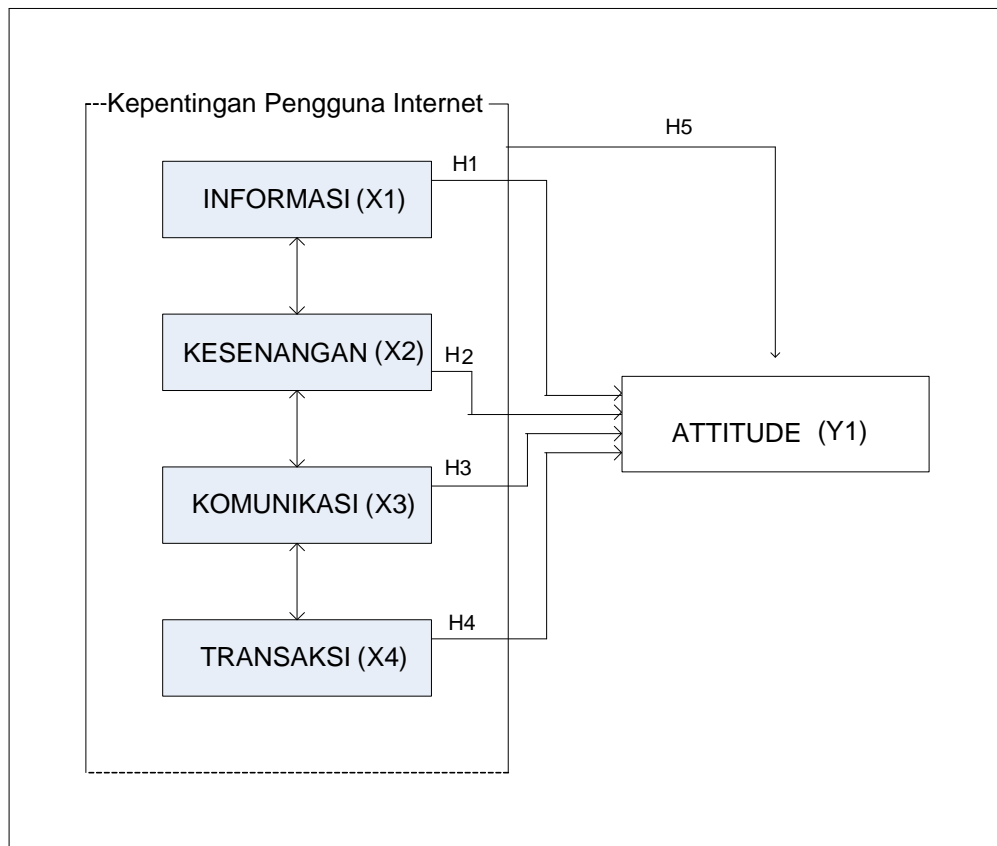 Kepentingan Pengguna Internet
H5
H1
INFORMASI (X1)
KESENANGAN (X2)
H2
ATTITUDE (Y1)
H3
KOMUNIKASI (X3)
H4
TRANSAKSI (X4)